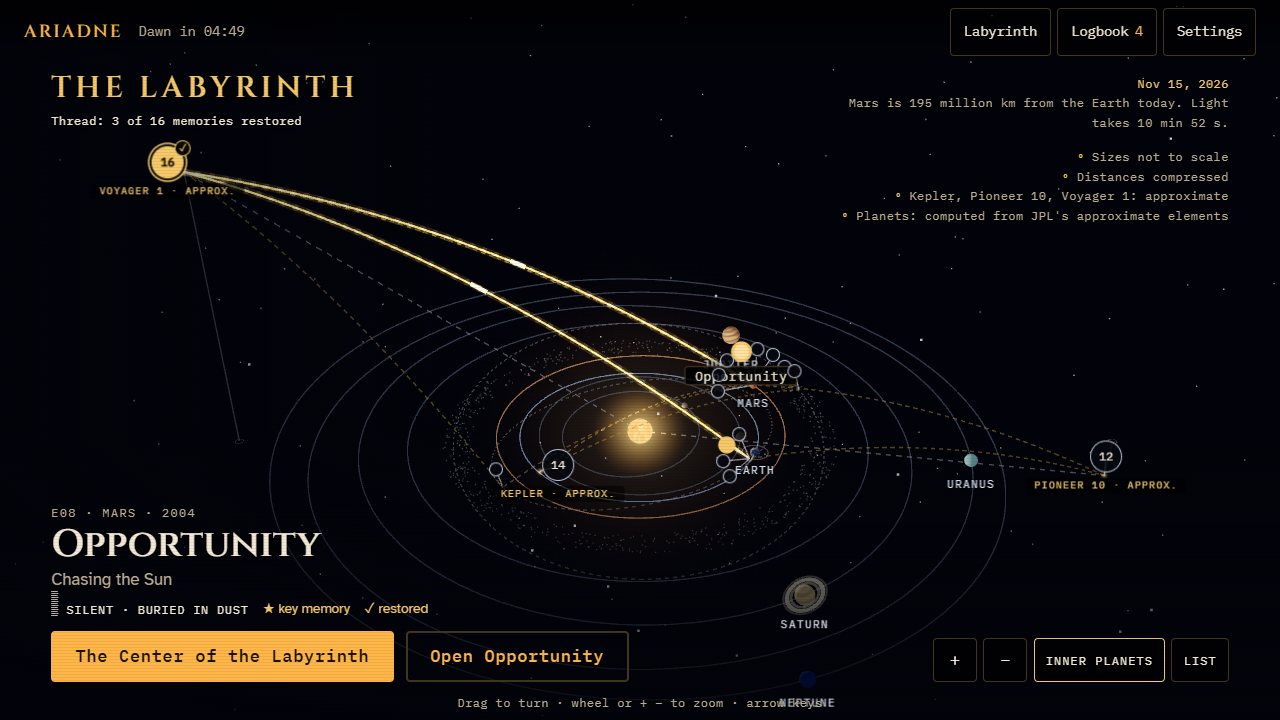 ARIADNE Dawn in 04:49
Labyrinth Logbook 4 Settings
THE LABYRINTH
Thread: 3 of 16 memories restored
Nov 15, 2026
Mars is 195 million km from the Earth today. Light
takes 10 min 52 s.
° Sizes not to scale
° Distances compressed
° Kepler, Pioneer 10, Voyager 1: approximate
° Planets: computed from JPL's approximate elements
16 ✓
VOYAGER 1 · APPROX.
Opportunity
MARS
14
KEPLER · APPROX.
EARTH
URANUS
12
PIONEER 10 · APPROX.
SATURN
E08 · MARS · 2004
OPPORTUNITY
Chasing the Sun
SILENT · BURIED IN DUST ★ key memory ✓ restored
The Center of the Labyrinth Open Opportunity
+ − INNER PLANETS LIST
NEPTUNE
Drag to turn · wheel or + − to zoom · arrow